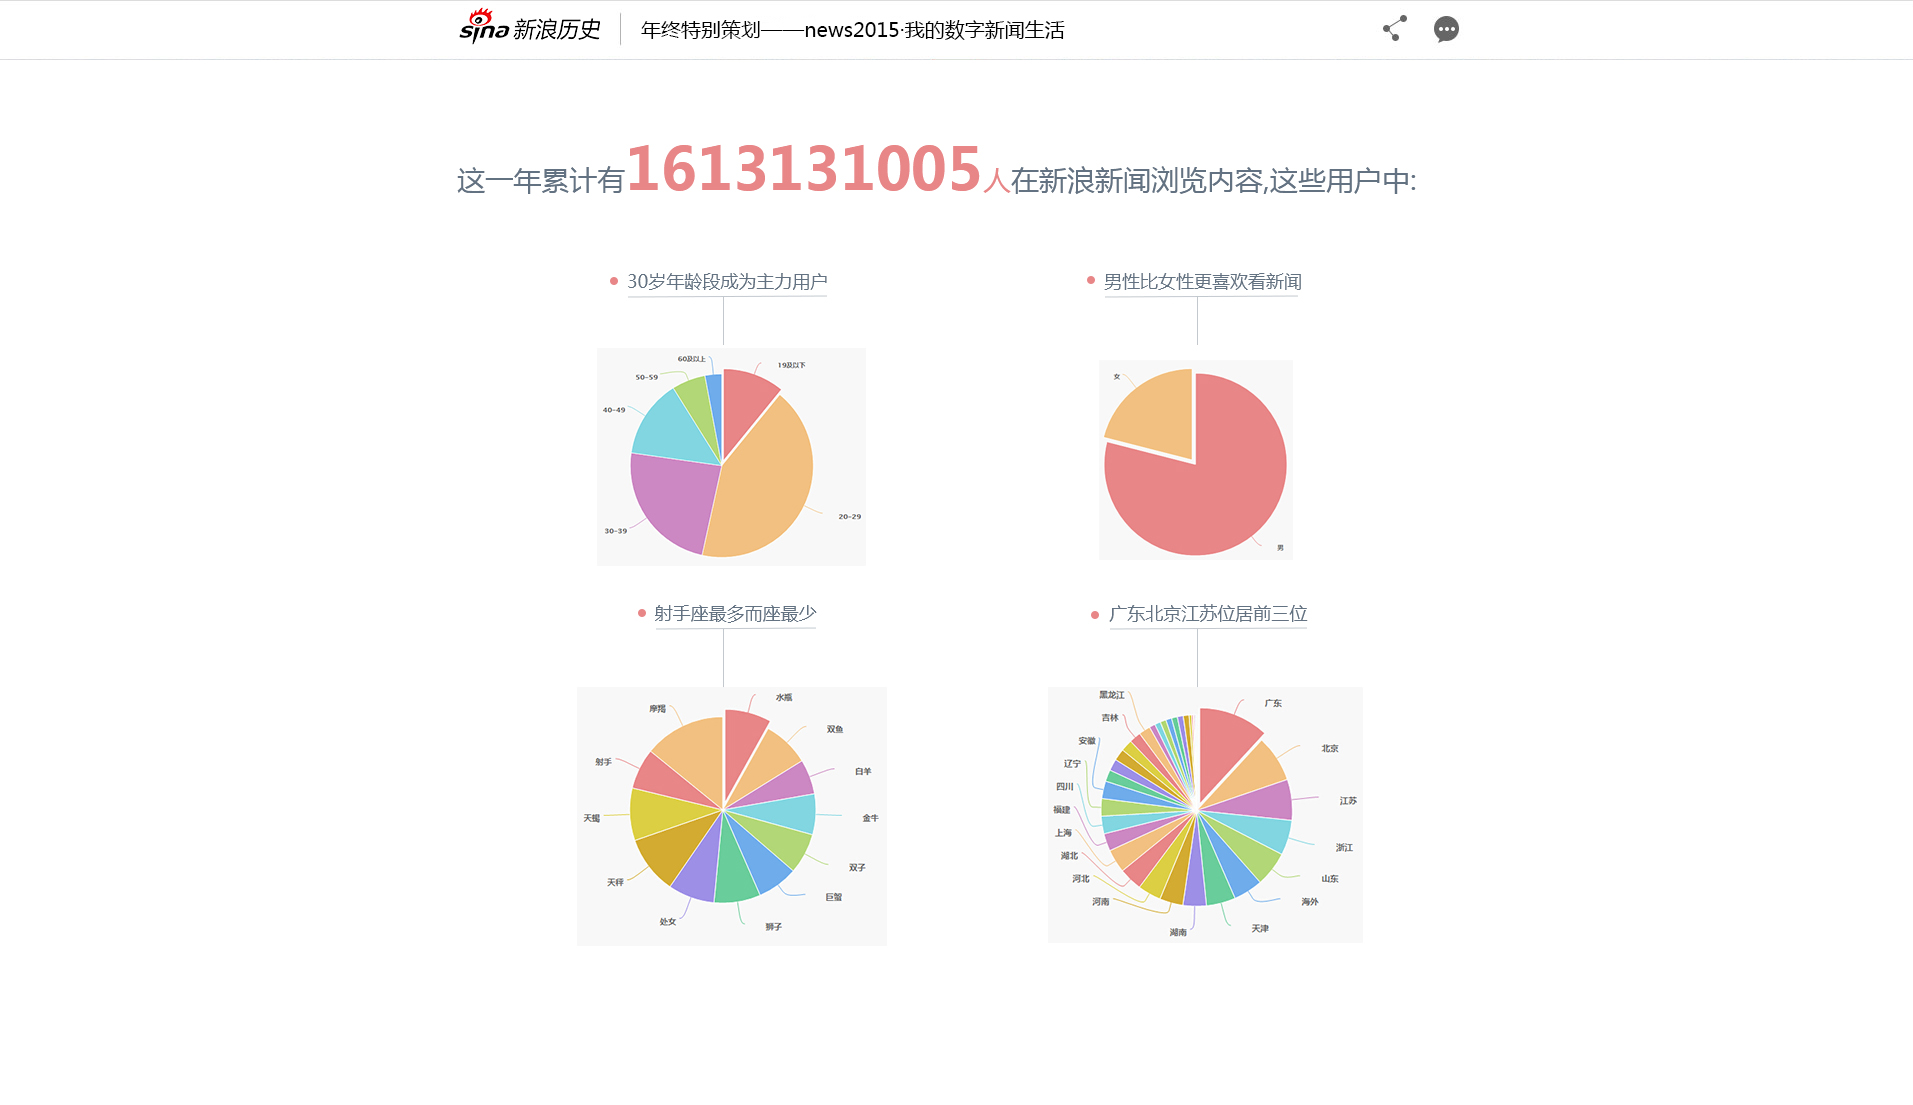 sina 新浪历史 年终特别策划——news2015·我的数字新闻生活
这一年累计有1613131005人在新浪新闻浏览内容,这些用户中:
30岁年龄段成为主力用户
60及以上
19及以下
50-59
40-49
20-29
30-39
男性比女性更喜欢看新闻
女
男
射手座最多而座最少
水瓶
摩羯
双鱼
射手
白羊
天蝎
金牛
双子
天秤
巨蟹
处女
狮子
广东北京江苏位居前三位
黑龙江
广东
吉林
安徽
北京
辽宁
四川
江苏
福建
上海
浙江
湖北
河北
山东
河南
海外
湖南
天津